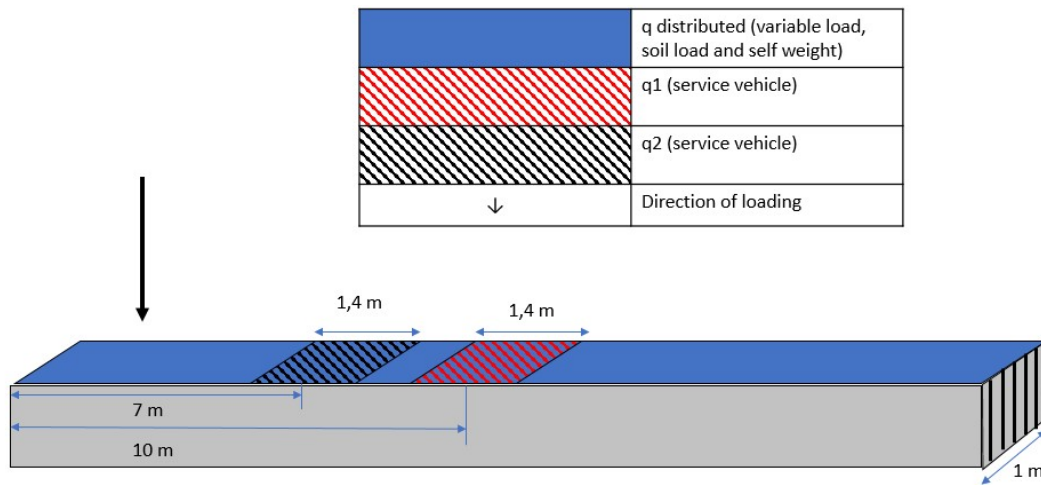 q distributed (variable load,
soil load and self weight)
q1 (service vehicle)
q2 (service vehicle)
↓ Direction of loading
1,4 m 1,4 m
7 m
10 m
1 m